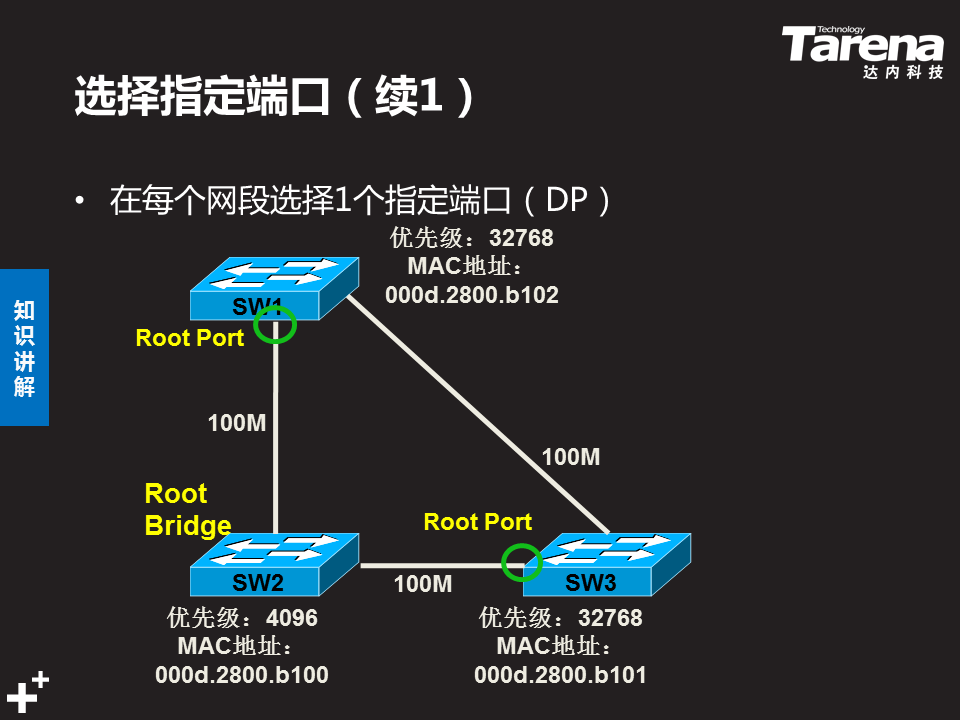 Technology
Tarena
达内科技
选择指定端口（续1）
• 在每个网段选择1个指定端口（DP）
优先级：32768
MAC地址：
000d.2800.b102
知
识
讲
解
SW1
Root Port
100M
100M
Root
Bridge
Root Port
SW2
100M
SW3
优先级：4096
MAC地址：
000d.2800.b100
优先级：32768
MAC地址：
000d.2800.b101